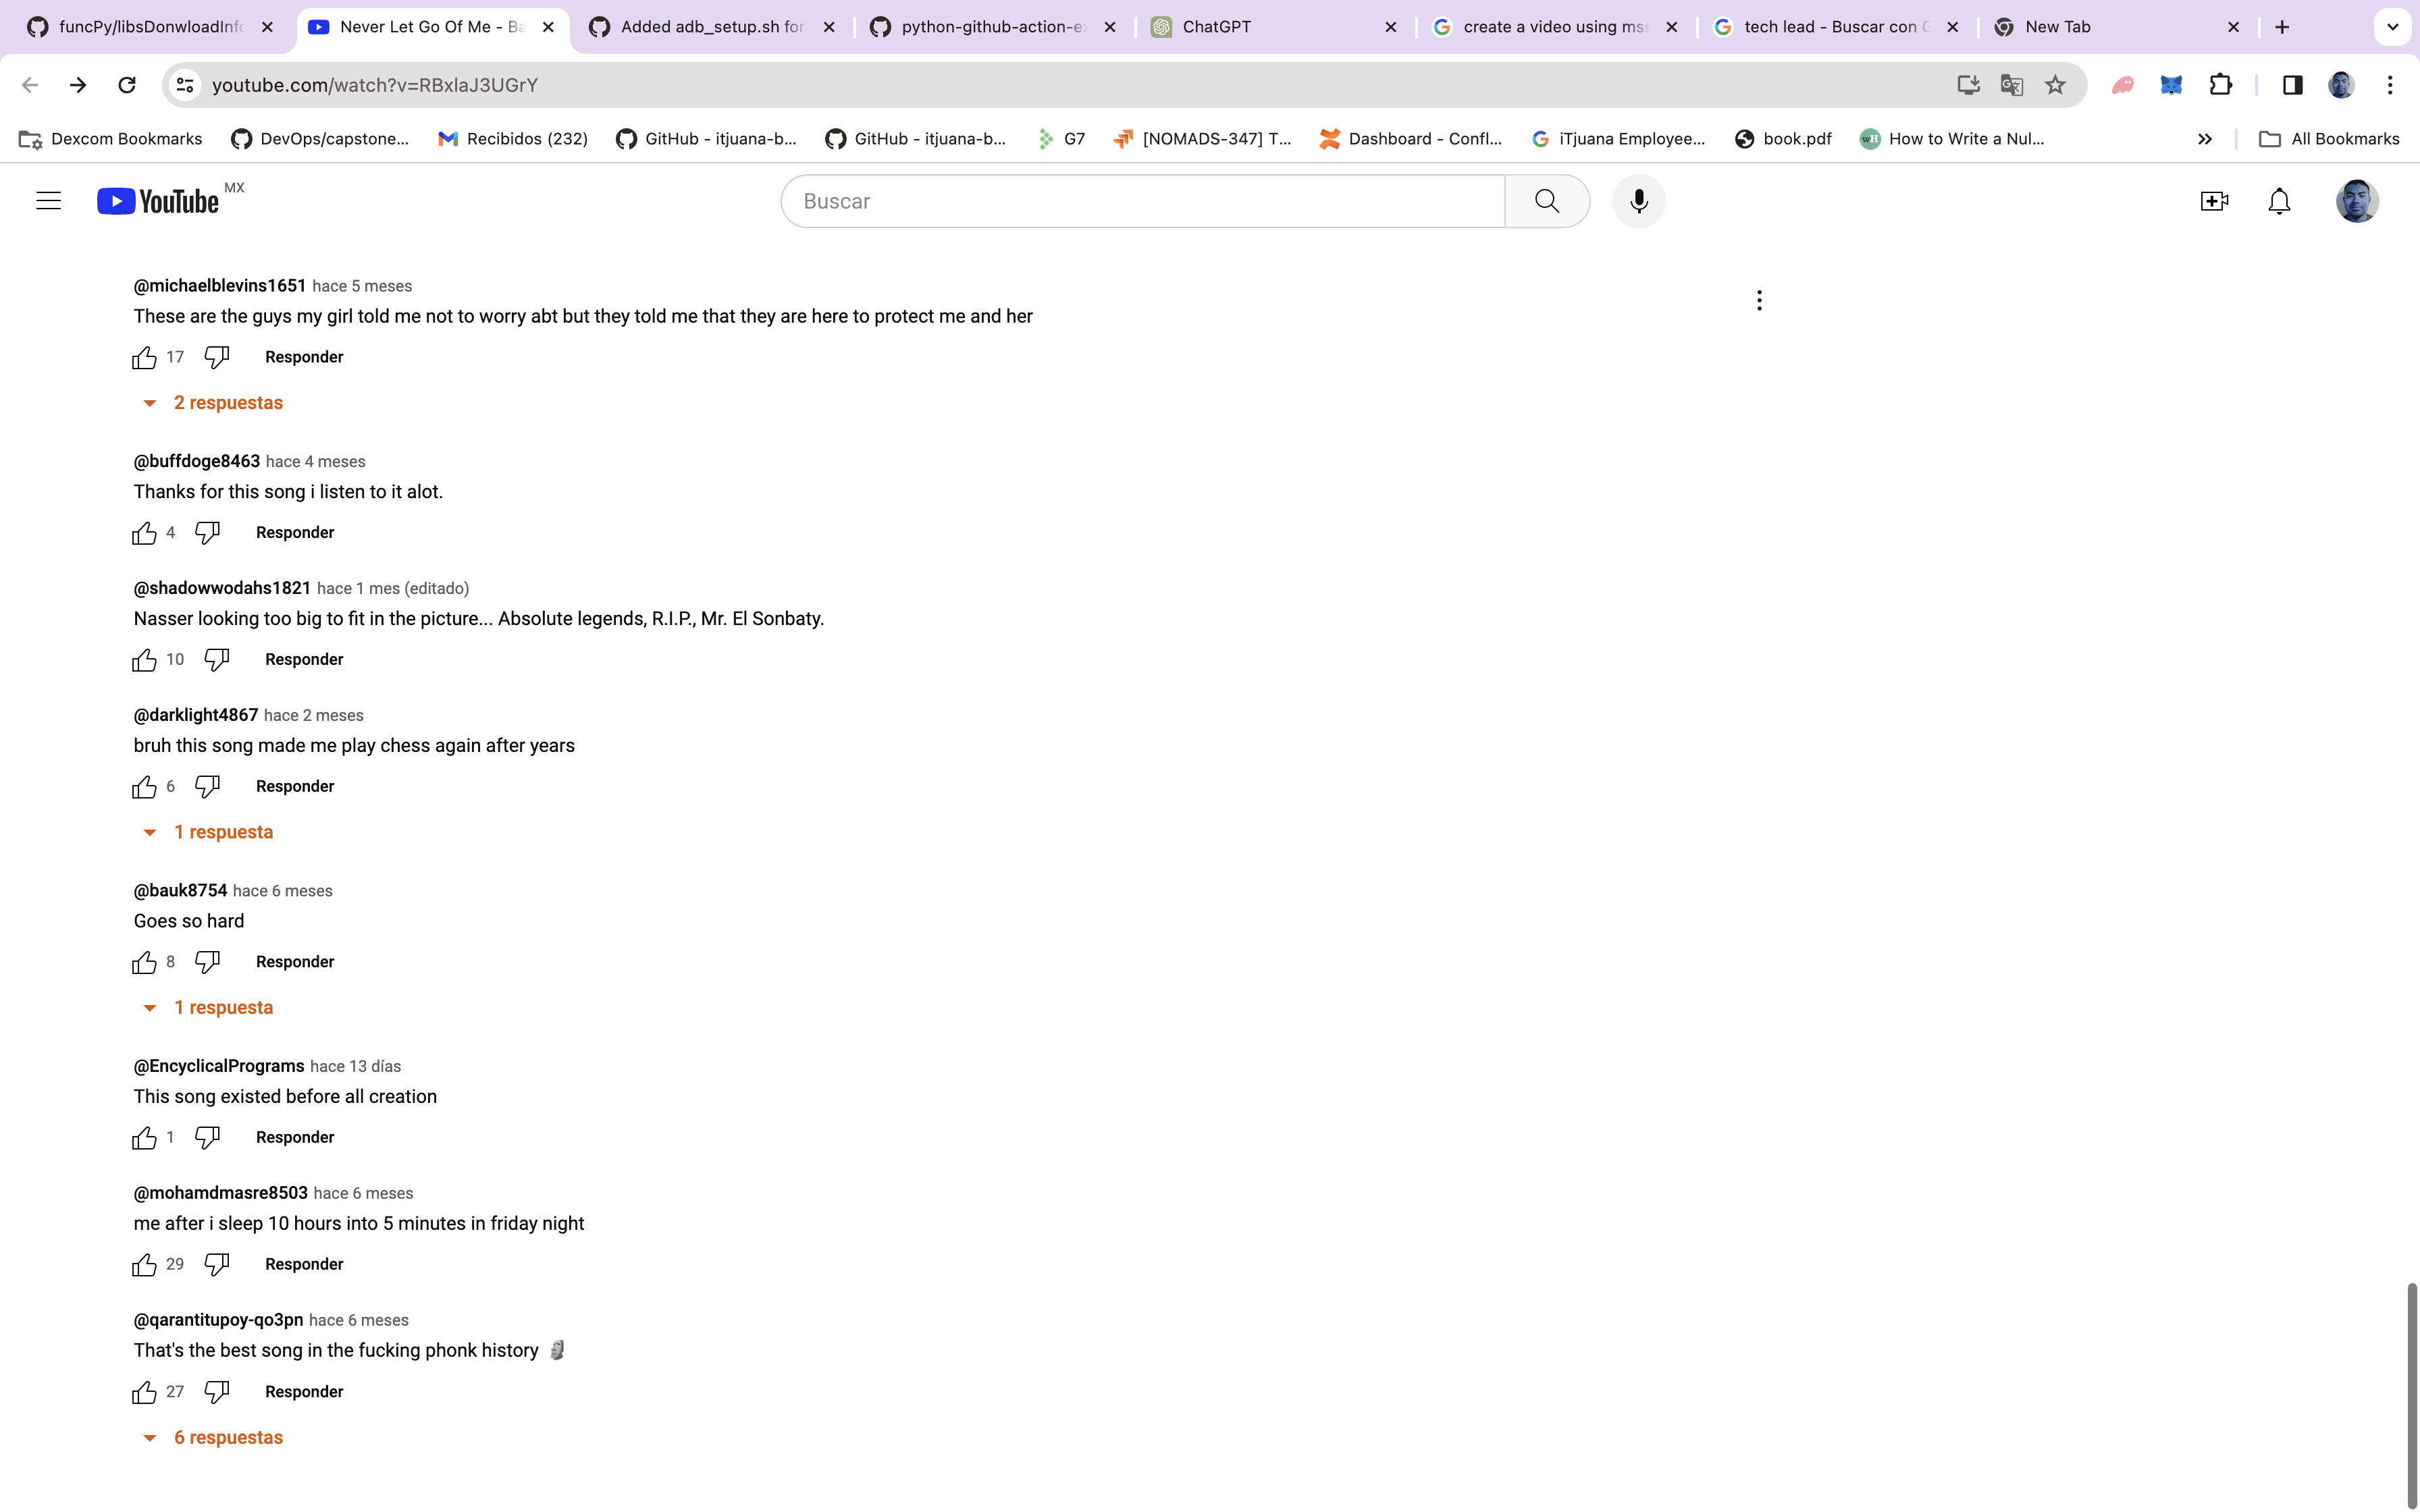 funcPy/libsDonwloadInfo
Never Let Go Of Me - Ba
Added adb_setup.sh for
python-github-action-ex
ChatGPT
create a video using mss
tech lead - Buscar con G
New Tab
youtube.com/watch?v=RBxlaJ3UGrY
Dexcom Bookmarks
DevOps/capstone...
Recibidos (232)
GitHub - itjuana-b...
GitHub - itjuana-b...
G7
[NOMADS-347] T...
Dashboard - Confl...
iTjuana Employee...
book.pdf
How to Write a Nul...
All Bookmarks
YouTube MX
Buscar
@michaelblevins1651 hace 5 meses
These are the guys my girl told me not to worry abt but they told me that they are here to protect me and her
17 Responder
2 respuestas
@buffdoge8463 hace 4 meses
Thanks for this song i listen to it alot.
4 Responder
@shadowwodahs1821 hace 1 mes (editado)
Nasser looking too big to fit in the picture... Absolute legends, R.I.P., Mr. El Sonbaty.
10 Responder
@darklight4867 hace 2 meses
bruh this song made me play chess again after years
6 Responder
1 respuesta
@bauk8754 hace 6 meses
Goes so hard
8 Responder
1 respuesta
@EncyclicalPrograms hace 13 días
This song existed before all creation
1 Responder
@mohamdmasre8503 hace 6 meses
me after i sleep 10 hours into 5 minutes in friday night
29 Responder
@qarantitupoy-qo3pn hace 6 meses
That's the best song in the fucking phonk history 🗿
27 Responder
6 respuestas